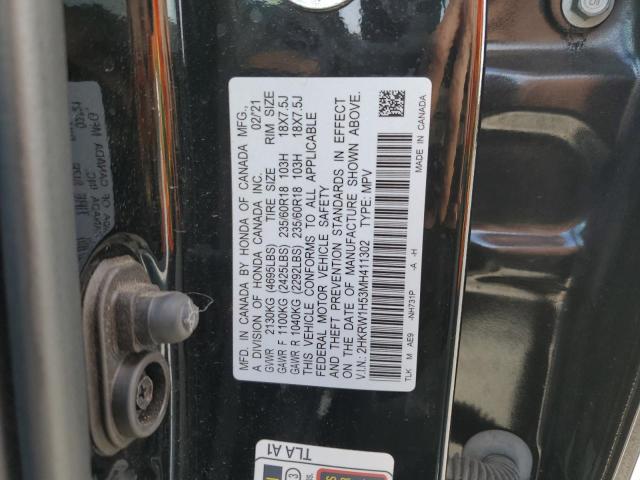 MFD. IN CANADA BY HONDA OF CANADA MFG.,
A DIVISION OF HONDA CANADA INC. 02/21
GVWR 2130KG (4695LBS) TIRE SIZE RIM SIZE
GAWR F 1100KG (2425LBS) 235/60R18 103H 18X7.5J
GAWR R 1040KG (2292LBS) 235/60R18 103H 18X7.5J
THIS VEHICLE CONFORMS TO ALL APPLICABLE
FEDERAL MOTOR VEHICLE SAFETY
AND THEFT PREVENTION STANDARDS IN EFFECT
ON THE DATE OF MANUFACTURE SHOWN ABOVE.
V.I.N.: 2HKRW1H53MH411302 TYPE: MPV
TLK M AE9 -NH731P -A -H
MADE IN CANADA
TLA A1